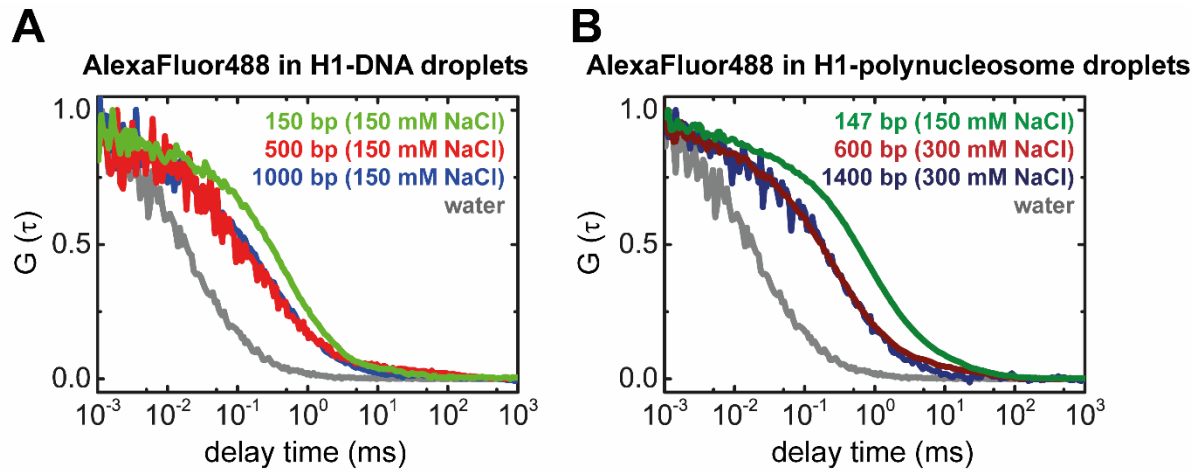 A
AlexaFluor488 in H1-DNA droplets
1.0
0.5
0.0
G (τ)
150 bp (150 mM NaCl)
500 bp (150 mM NaCl)
1000 bp (150 mM NaCl)
water
10⁻³ 10⁻² 10⁻¹ 10⁰ 10¹ 10² 10³
delay time (ms)
B
AlexaFluor488 in H1-polynucleosome droplets
1.0
0.5
0.0
G (τ)
147 bp (150 mM NaCl)
600 bp (300 mM NaCl)
1400 bp (300 mM NaCl)
water
10⁻³ 10⁻² 10⁻¹ 10⁰ 10¹ 10² 10³
delay time (ms)